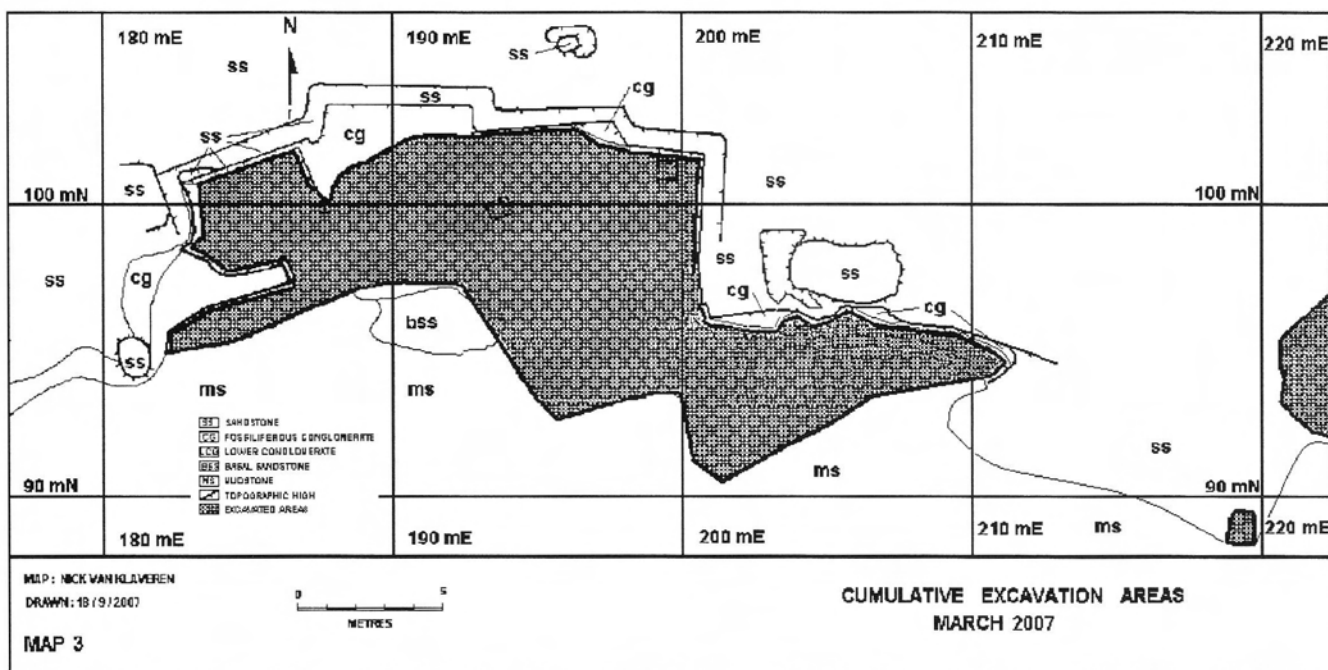 180 mE
N
190 mE
ss
200 mE
210 mE
220 mE
ss
cg
ss
ss
cg
100 mN
ss
ss
100 mN
ss
cg
ss
ss
cg
cg
bss
ss
ms
ms
SS SANDSTONE
CG FOSSILIFEROUS CONGLOMERATE
LCG LOWER CONGLOMERATE
BSS BASAL SANDSTONE
MS MUDSTONE
TOPOGRAPHIC HIGH
EXCAVATED AREAS
ms
ss
90 mN
90 mN
180 mE
190 mE
200 mE
210 mE
ms
220 mE
MAP : NICK VAN KLAVEREN
DRAWN : 18 / 9 / 2007
MAP 3
0 5
METRES
CUMULATIVE EXCAVATION AREAS
MARCH 2007